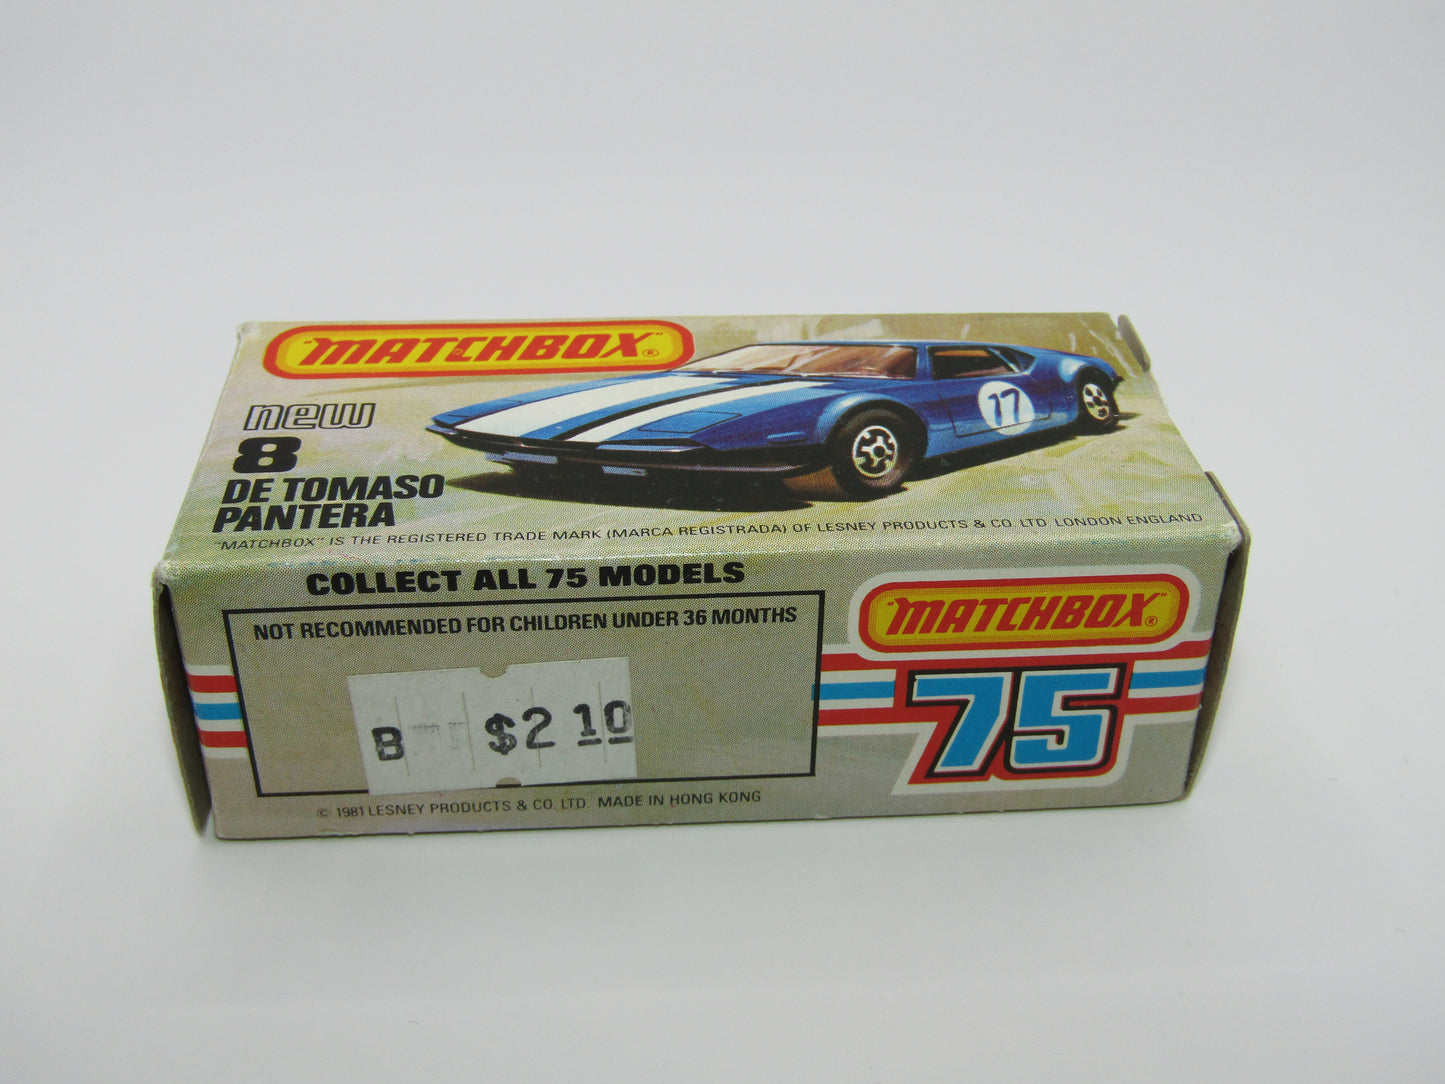 "MATCHBOX"®
new
8
DE TOMASO
PANTERA
17
"MATCHBOX" IS THE REGISTERED TRADE MARK (MARCA REGISTRADA) OF LESNEY PRODUCTS & CO. LTD. LONDON ENGLAND
COLLECT ALL 75 MODELS
NOT RECOMMENDED FOR CHILDREN UNDER 36 MONTHS
B $2 10
© 1981 LESNEY PRODUCTS & CO. LTD. MADE IN HONG KONG
"MATCHBOX"®
75